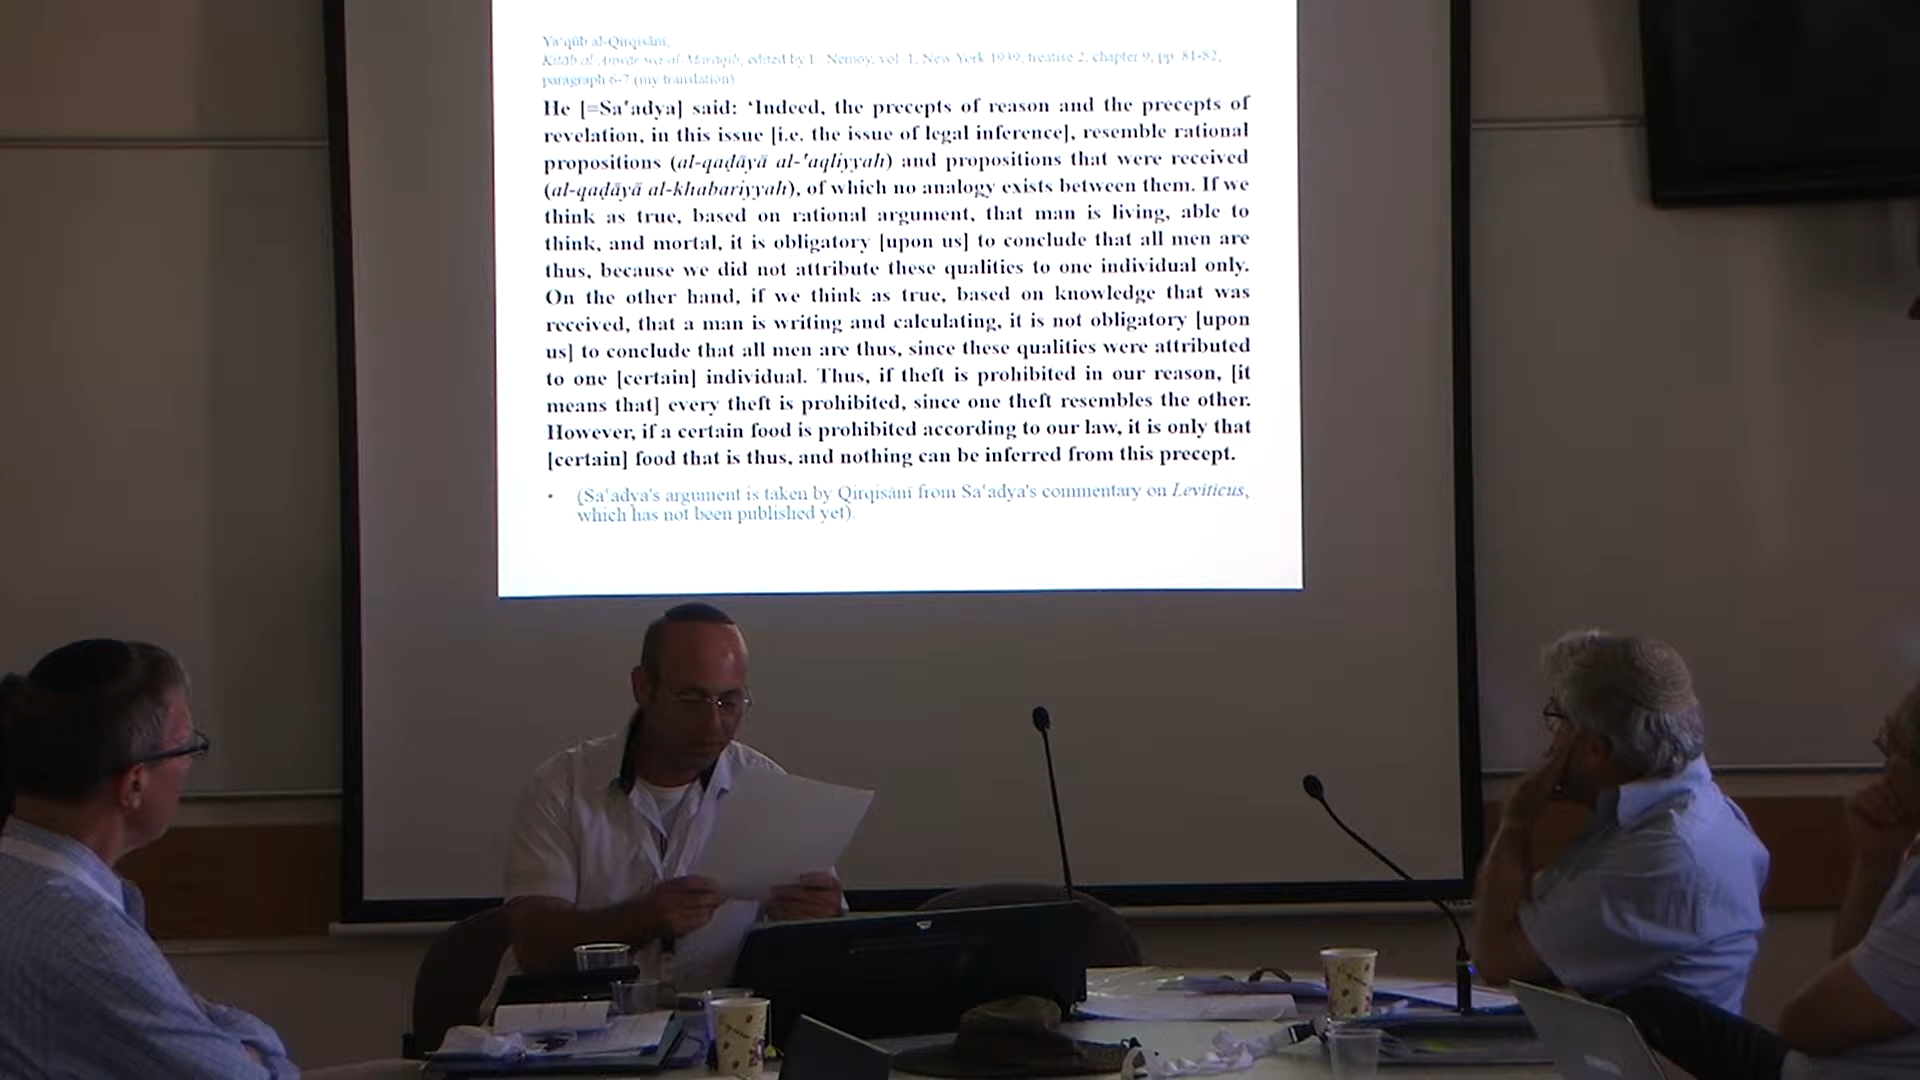 Ya'qūb al-Qirqisānī,
Kitāb al-Anwār wa-al-Marāqib, edited by L. Nemoy, vol. 1, New York 1939, treatise 2, chapter 9, pp. 81-82,
paragraph 6-7 (my translation)
He [=Sa'adya] said: ‘Indeed, the precepts of reason and the precepts of
revelation, in this issue [i.e. the issue of legal inference], resemble rational
propositions (al-qaḍāyā al-'aqliyyah) and propositions that were received
(al-qaḍāyā al-khabariyyah), of which no analogy exists between them. If we
think as true, based on rational argument, that man is living, able to
think, and mortal, it is obligatory [upon us] to conclude that all men are
thus, because we did not attribute these qualities to one individual only.
On the other hand, if we think as true, based on knowledge that was
received, that a man is writing and calculating, it is not obligatory [upon
us] to conclude that all men are thus, since these qualities were attributed
to one [certain] individual. Thus, if theft is prohibited in our reason, [it
means that] every theft is prohibited, since one theft resembles the other.
However, if a certain food is prohibited according to our law, it is only that
[certain] food that is thus, and nothing can be inferred from this precept.
• (Sa'adya's argument is taken by Qirqisānī from Sa'adya's commentary on Leviticus,
which has not been published yet)